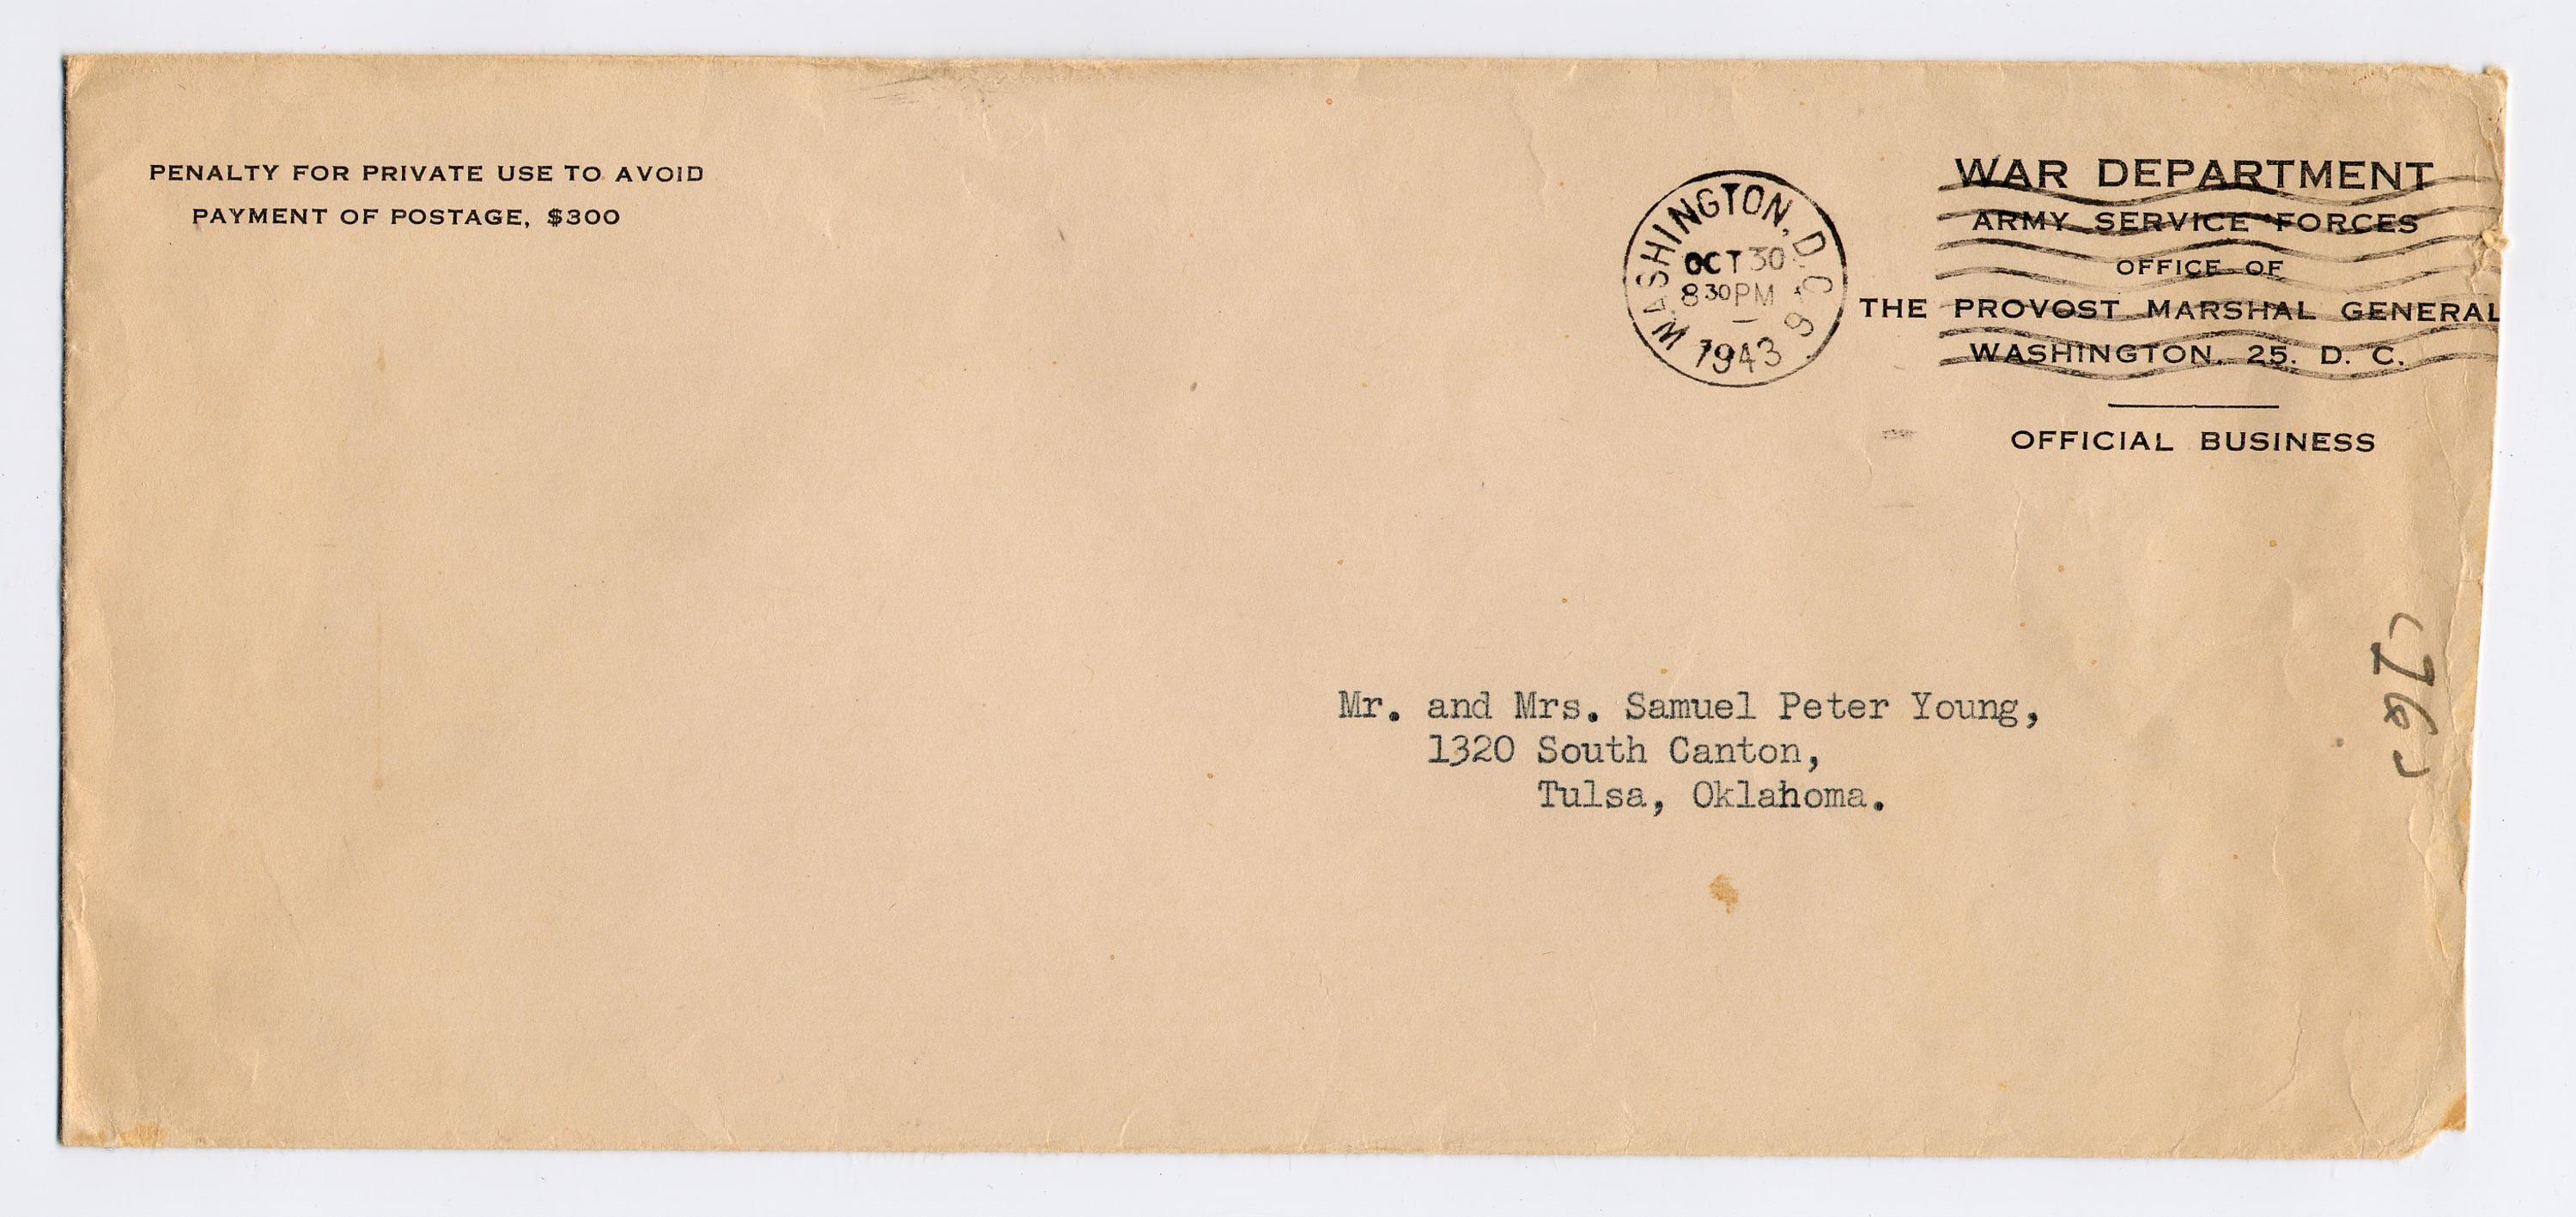 PENALTY FOR PRIVATE USE TO AVOID
PAYMENT OF POSTAGE, $300
WASHINGTON, D.C. 9
OCT 30
8 30 PM
1943
WAR DEPARTMENT
ARMY SERVICE FORCES
OFFICE OF
THE PROVOST MARSHAL GENERAL
WASHINGTON, 25, D. C.
OFFICIAL BUSINESS
Mr. and Mrs. Samuel Peter Young,
1320 South Canton,
Tulsa, Oklahoma.